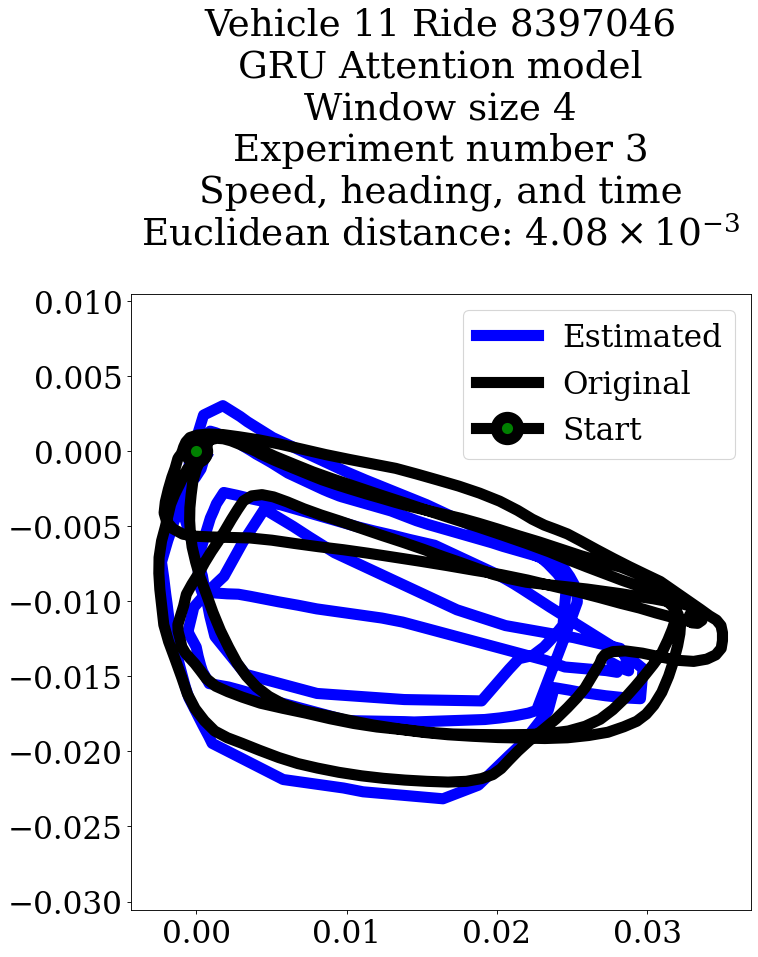 Vehicle 11 Ride 8397046
GRU Attention model
Window size 4
Experiment number 3
Speed, heading, and time
Euclidean distance: 4.08 × 10⁻³
Estimated
Original
Start
0.010
0.005
0.000
−0.005
−0.010
−0.015
−0.020
−0.025
−0.030
0.00 0.01 0.02 0.03